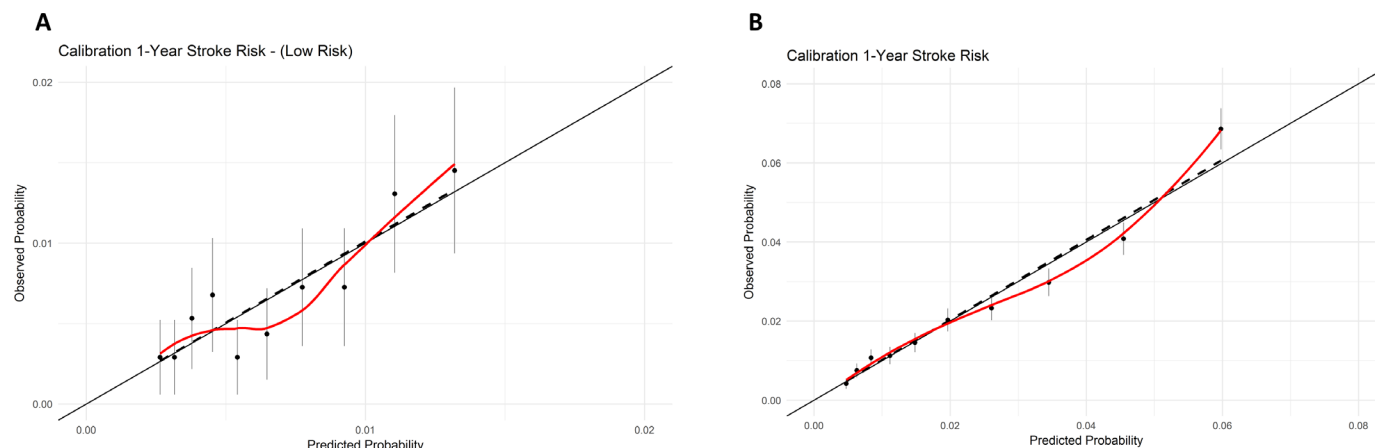 A
Calibration 1-Year Stroke Risk - (Low Risk)
Observed Probability
0.02
0.01
0.00
0.00
0.01
0.02
Predicted Probability
B
Calibration 1-Year Stroke Risk
Observed Probability
0.08
0.06
0.04
0.02
0.00
0.00
0.02
0.04
0.06
0.08
Predicted Probability